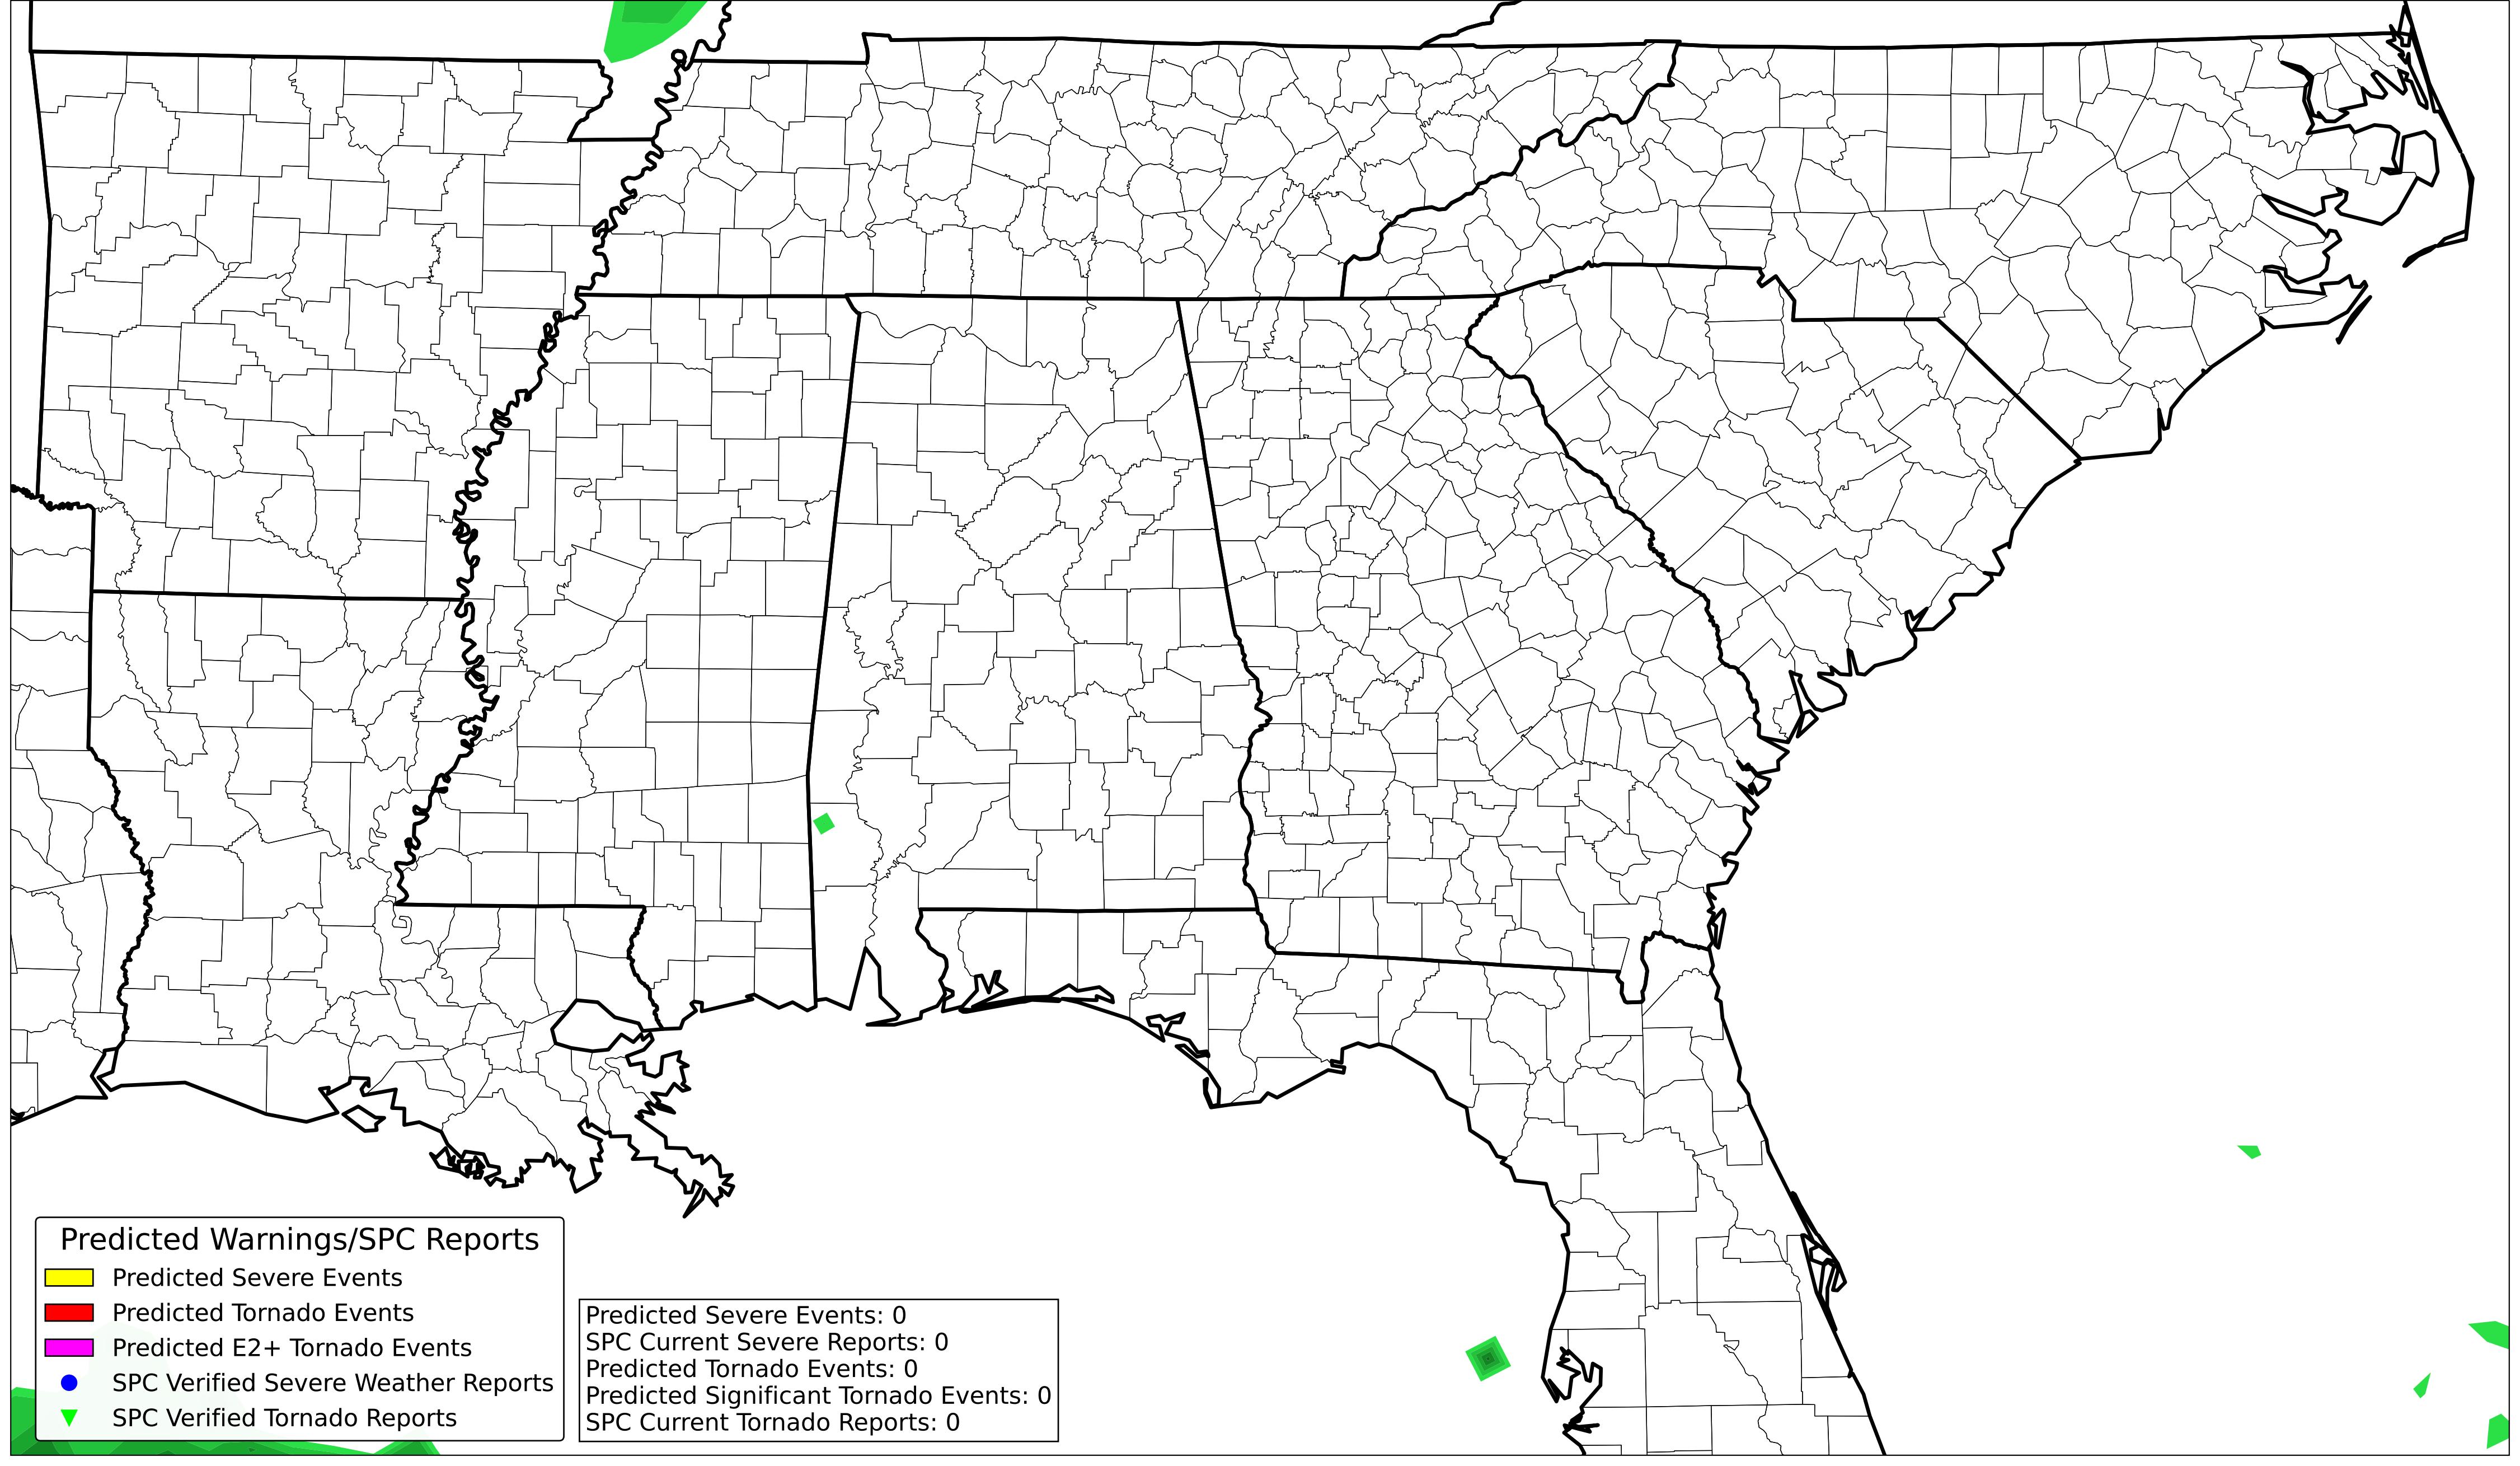 Predicted Warnings/SPC Reports
Predicted Severe Events
Predicted Tornado Events
Predicted E2+ Tornado Events
SPC Verified Severe Weather Reports
SPC Verified Tornado Reports
Predicted Severe Events: 0
SPC Current Severe Reports: 0
Predicted Tornado Events: 0
Predicted Significant Tornado Events: 0
SPC Current Tornado Reports: 0